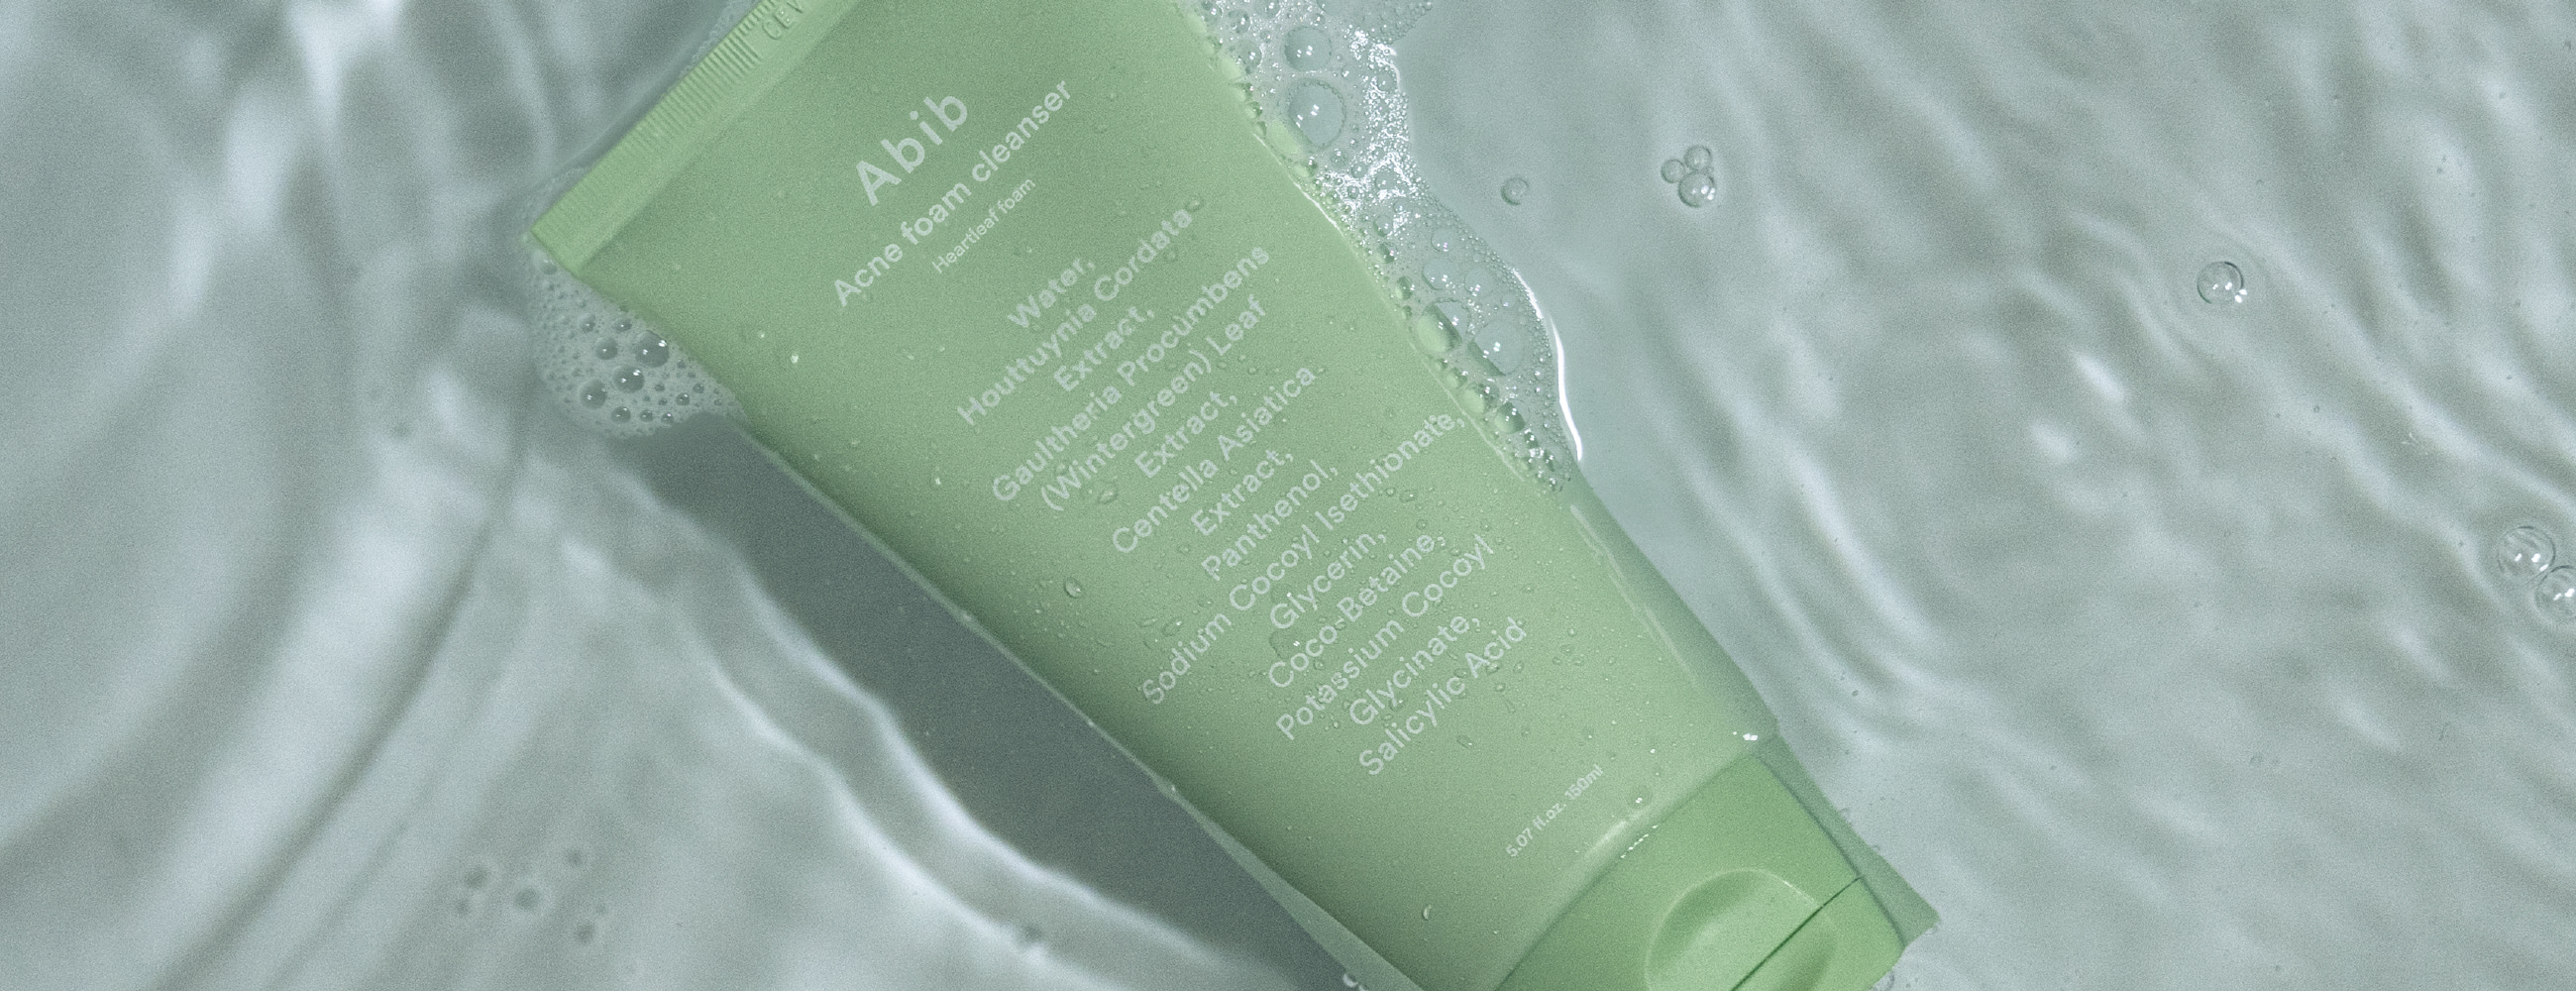 Abib
Acne foam cleanser
Heartleaf foam
Water,
Houttuynia Cordata
Extract,
Gaultheria Procumbens
(Wintergreen) Leaf
Extract,
Centella Asiatica
Extract,
Panthenol,
Sodium Cocoyl Isethionate,
Glycerin,
Coco-Betaine,
Potassium Cocoyl
Glycinate,
Salicylic Acid
5.07 fl.oz. 150ml